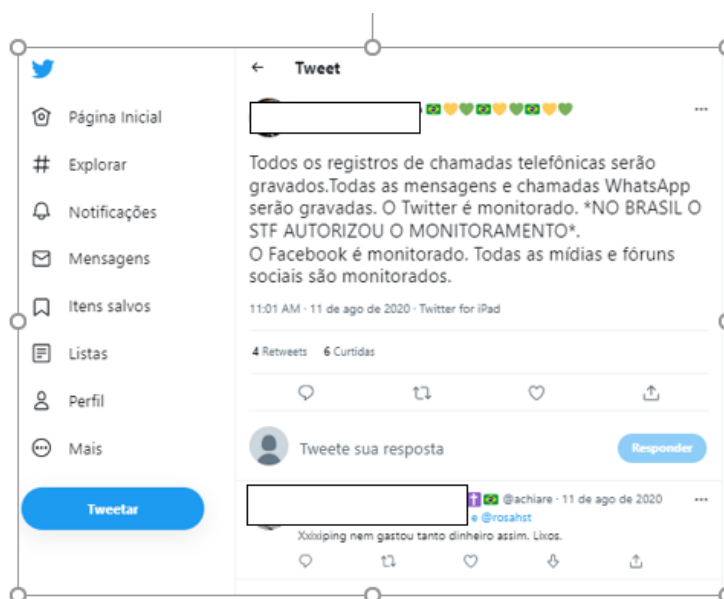 Tweet
Página Inicial
Explorar
Notificações
Mensagens
Itens salvos
Listas
Perfil
Mais
Tweetar
Todos os registros de chamadas telefônicas serão
gravados.Todas as mensagens e chamadas WhatsApp
serão gravadas. O Twitter é monitorado. *NO BRASIL O
STF AUTORIZOU O MONITORAMENTO*.
O Facebook é monitorado. Todas as mídias e fóruns
sociais são monitorados.
11:01 AM · 11 de ago de 2020 · Twitter for iPad
4 Retweets 6 Curtidas
Tweete sua resposta
Responder
@achiare · 11 de ago de 2020
e @rosahst
Xxixiping nem gastou tanto dinheiro assim. Lixos.